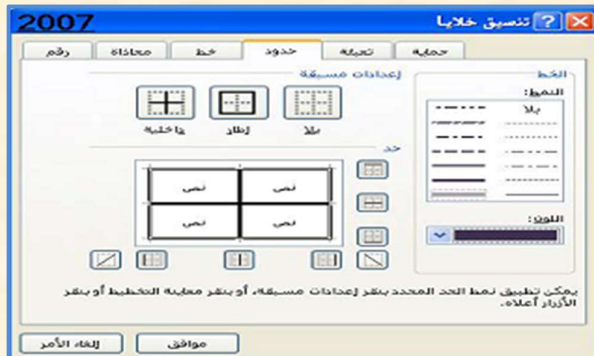 2007
تنسيق خلايا
رقم محاذاة خط حدود تعبئة حماية
الخط
النمط:
بلا
اللون:
إعدادات مسبقة
بلا إطار داخلية
حد
نص نص
نص نص
يمكن تطبيق نمط الحد المحدد بنقر إعدادات مسبقة، أو بنقر معاينة التخطيط أو بنقر
الأزرار أعلاه.
موافق إلغاء الأمر